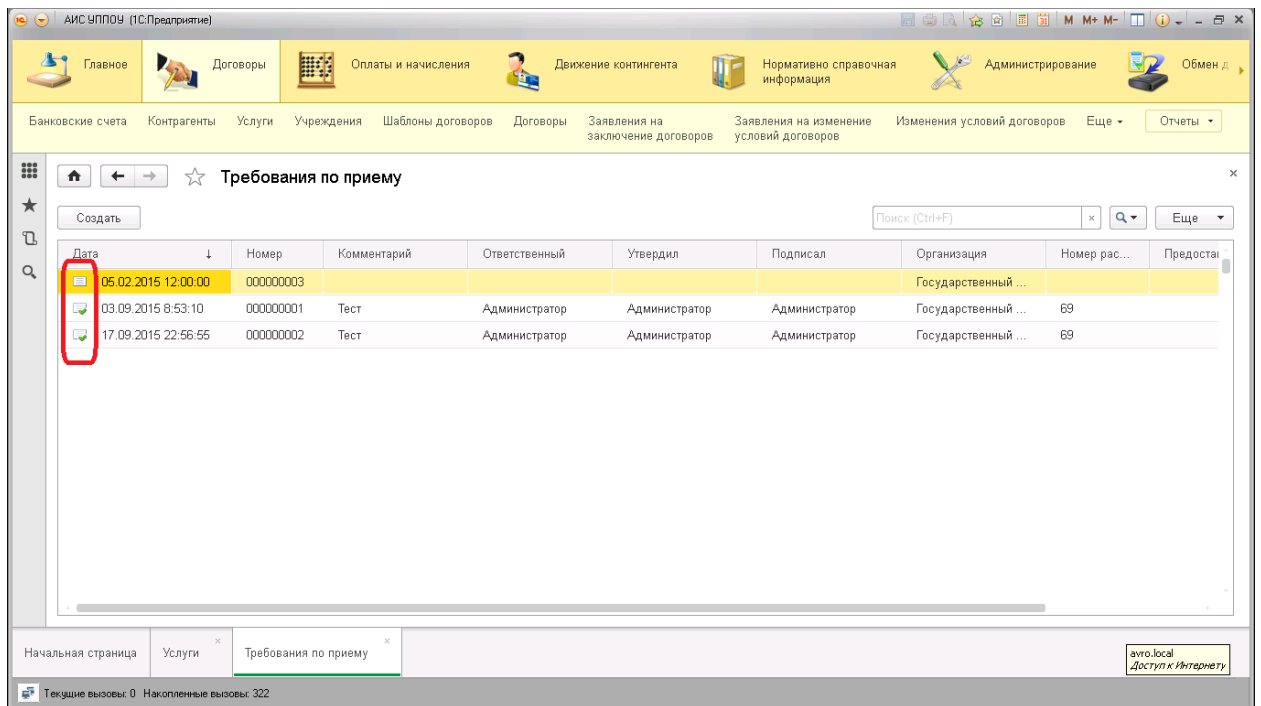 АИС УППОУ (1С:Предприятие)
M M+ M-
Главное
Договоры
Оплаты и начисления
Движение контингента
Нормативно справочная
информация
Администрирование
Обмен д
Банковские счета Контрагенты Услуги Учреждения Шаблоны договоров Договоры
Заявления на
заключение договоров
Заявления на изменение
условий договоров
Изменения условий договоров Еще Отчеты
Требования по приему
Создать
Поиск (Ctrl+F)
Еще
Дата Номер Комментарий Ответственный Утвердил Подписал Организация Номер рас... Предостав
05.02.2015 12:00:00 000000003 Государственный ...
03.09.2015 8:53:10 000000001 Тест Администратор Администратор Администратор Государственный ... 69
17.09.2015 22:56:55 000000002 Тест Администратор Администратор Администратор Государственный ... 69
Начальная страница Услуги Требования по приему
avro.local
Доступ к Интернету
Текущие вызовы: 0 Накопленные вызовы: 322